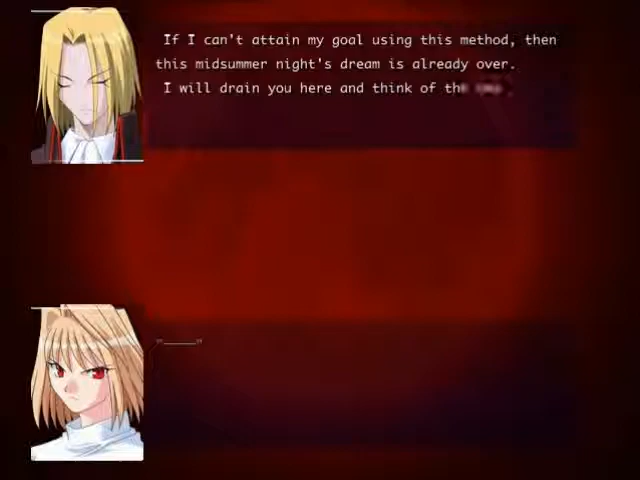 If I can't attain my goal using this method, then
this midsummer night's dream is already over.
I will drain you here and think of
"———"